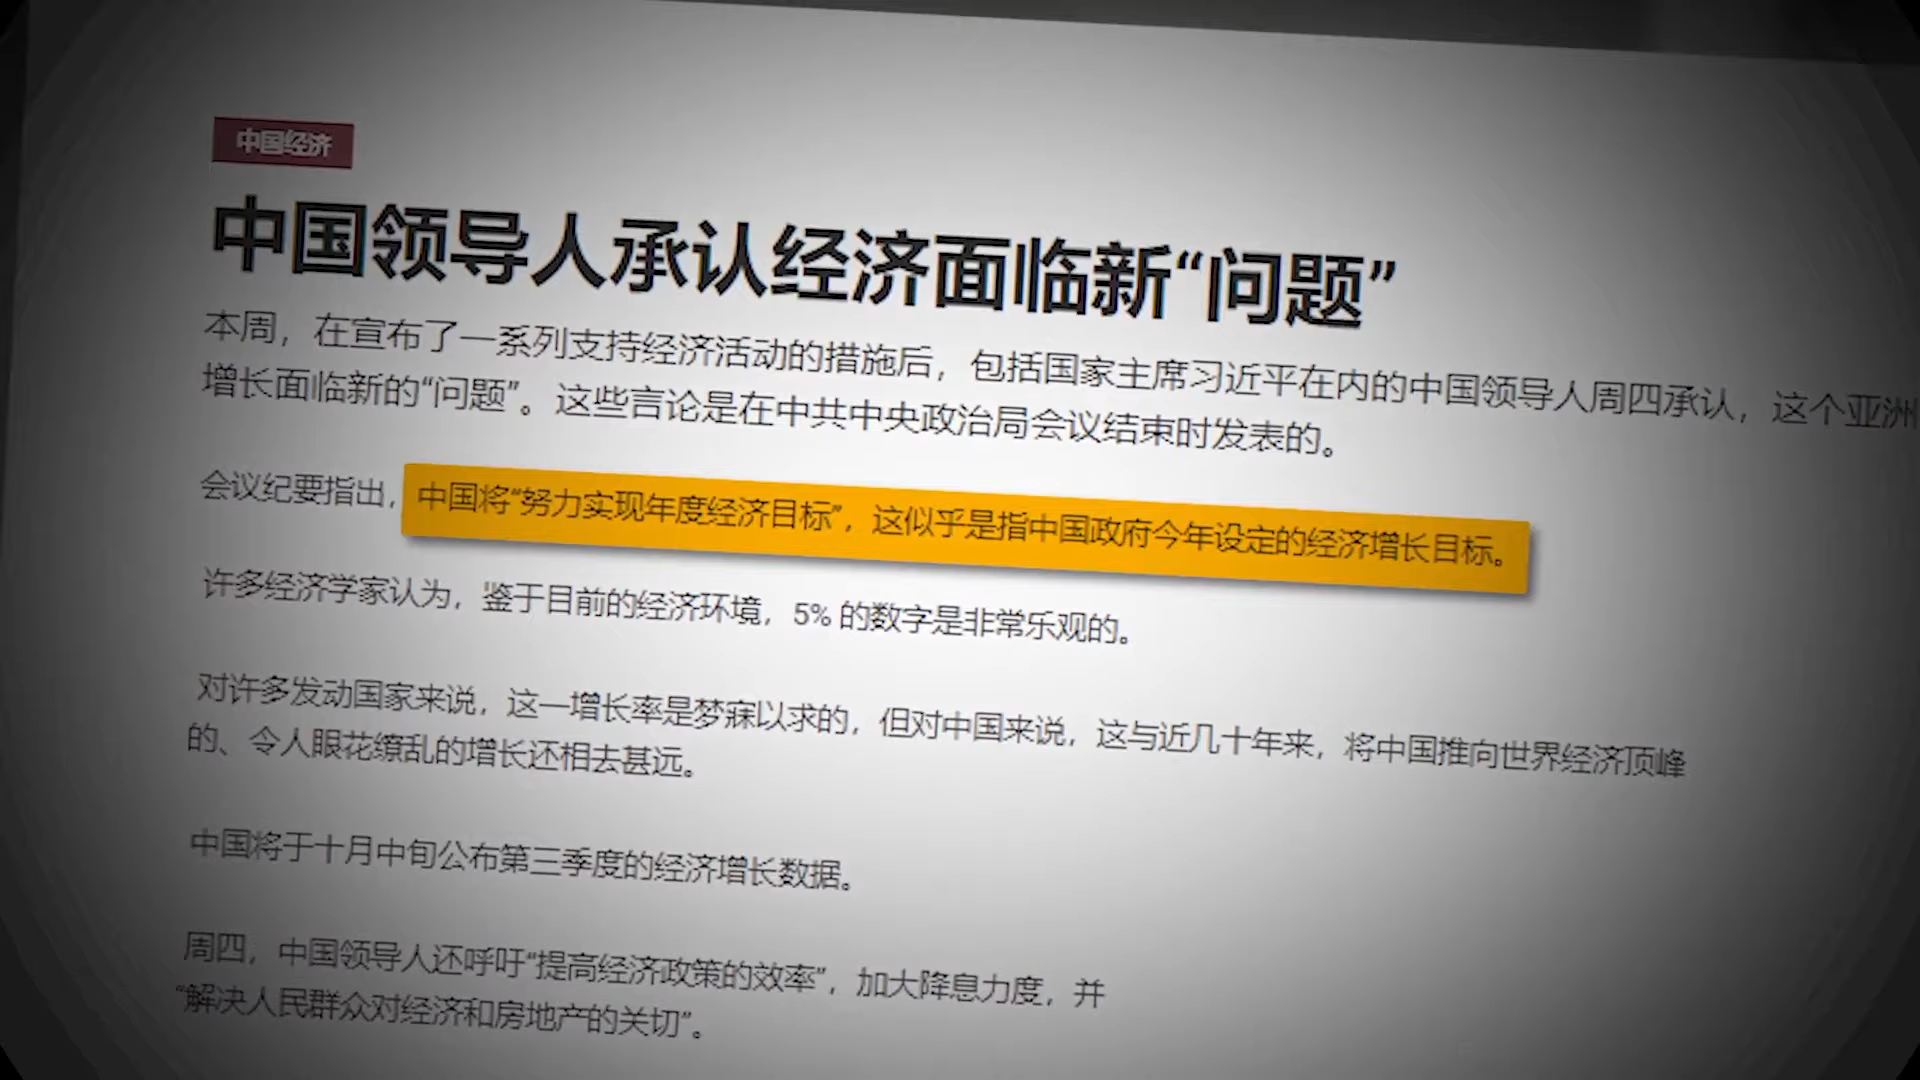 中国经济
中国领导人承认经济面临新“问题”
本周，在宣布了一系列支持经济活动的措施后，包括国家主席习近平在内的中国领导人周四承认，这个亚洲
增长面临新的“问题”。这些言论是在中共中央政治局会议结束时发表的。
会议纪要指出，中国将“努力实现年度经济目标”，这似乎是指中国政府今年设定的经济增长目标。
许多经济学家认为，鉴于目前的经济环境，5% 的数字是非常乐观的。
对许多发动国家来说，这一增长率是梦寐以求的，但对中国来说，这与近几十年来，将中国推向世界经济顶峰
的、令人眼花缭乱的增长还相去甚远。
中国将于十月中旬公布第三季度的经济增长数据。
周四，中国领导人还呼吁“提高经济政策的效率”，加大降息力度，并
“解决人民群众对经济和房地产的关切”。